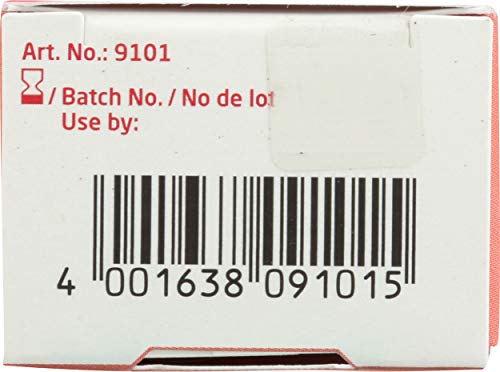 Art. No.: 9101
/ Batch No. / No de lot
Use by:
4 001638 091015